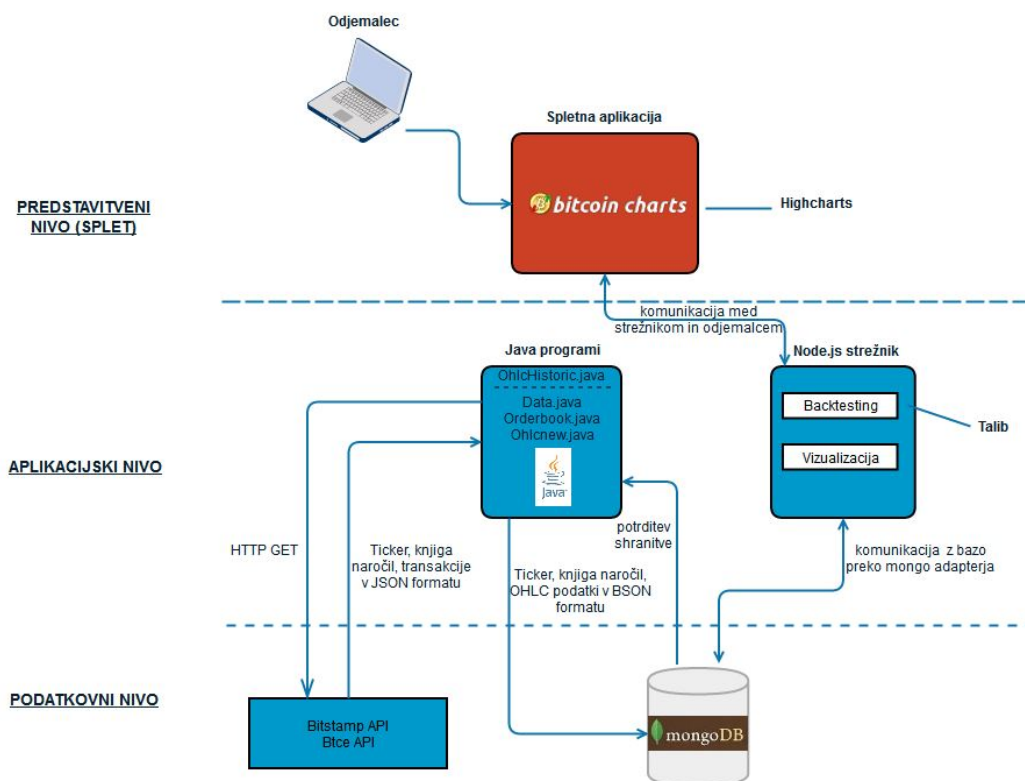 Odjemalec
Spletna aplikacija
PREDSTAVITVENI
NIVO (SPLET)
bitcoin charts
Highcharts
komunikacija med
strežnikom in odjemalcem
Java programi
Node.js strežnik
OhlcHistoric.java
Data.java
Orderbook.java
Ohlcnew.java
Java
Backtesting
Talib
Vizualizacija
APLIKACIJSKI NIVO
HTTP GET
Ticker, knjiga
naročil, transakcije
v JSON formatu
potrditev
shranitve
Ticker, knjiga naročil,
OHLC podatki v BSON
formatu
komunikacija z bazo
preko mongo adapterja
PODATKOVNI NIVO
Bitstamp API
Btce API
mongoDB